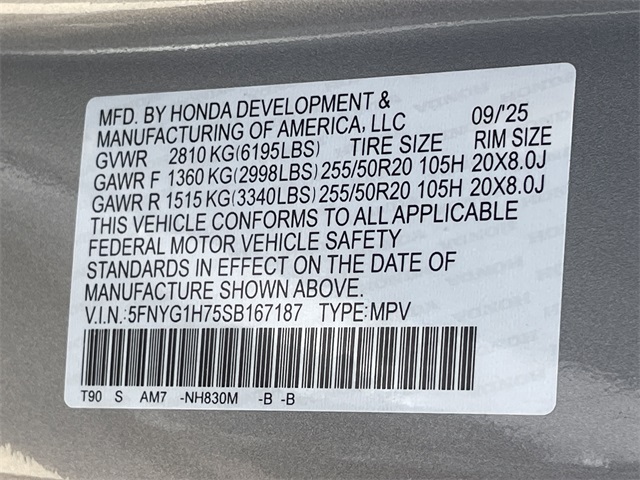 MFD. BY HONDA DEVELOPMENT &
MANUFACTURING OF AMERICA, LLC 09/'25
GVWR 2810 KG(6195LBS) TIRE SIZE RIM SIZE
GAWR F 1360 KG(2998LBS) 255/50R20 105H 20X8.0J
GAWR R 1515 KG(3340LBS) 255/50R20 105H 20X8.0J
THIS VEHICLE CONFORMS TO ALL APPLICABLE
FEDERAL MOTOR VEHICLE SAFETY
STANDARDS IN EFFECT ON THE DATE OF
MANUFACTURE SHOWN ABOVE.
V.I.N.:5FNYG1H75SB167187 TYPE:MPV
T90 S AM7 -NH830M -B -B